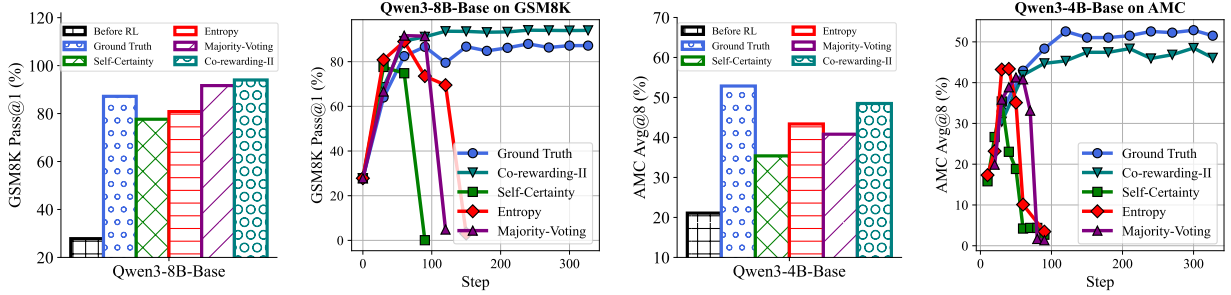 120
100
80
60
40
20
GSM8K Pass@1 (%)
Before RL
Ground Truth
Self-Certainty
Entropy
Majority-Voting
Co-rewarding-II
Qwen3-8B-Base
Qwen3-8B-Base on GSM8K
80
60
40
20
0
GSM8K Pass@1 (%)
Ground Truth
Co-rewarding-II
Self-Certainty
Entropy
Majority-Voting
0
100
200
300
Step
70
60
50
40
30
20
10
AMC Avg@8 (%)
Before RL
Ground Truth
Self-Certainty
Entropy
Majority-Voting
Co-rewarding-II
Qwen3-4B-Base
Qwen3-4B-Base on AMC
50
40
30
20
10
0
AMC Avg@8 (%)
Ground Truth
Co-rewarding-II
Self-Certainty
Entropy
Majority-Voting
0
100
200
300
Step